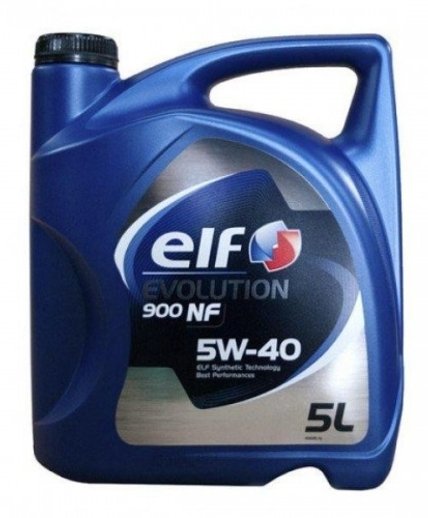 elf
EVOLUTION
900 NF
5W-40
ELF Synthetic Technology
Best Performances
5L